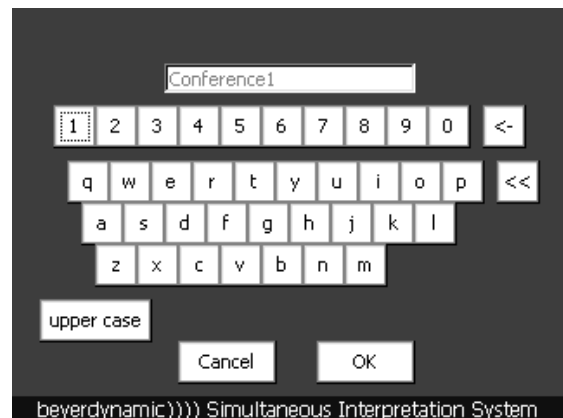 Conference1
1 2 3 4 5 6 7 8 9 0 <-
q w e r t y u i o p <<
a s d f g h j k l
z x c v b n m
upper case
Cancel OK
beyerdynamic)))) Simultaneous Interpretation System